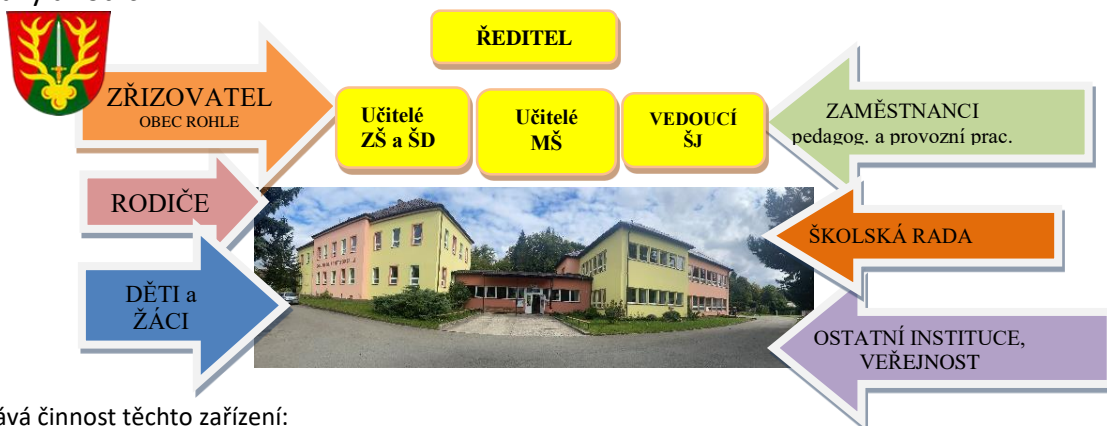 ŘEDITEL
ZŘIZOVATEL
OBEC ROHLE
Učitelé
ZŠ a ŠD
Učitelé
MŠ
VEDOUCÍ
ŠJ
ZAMĚSTNANCI
pedagog. a provozní prac.
RODIČE
ŠKOLSKÁ RADA
DĚTI a
ŽÁCI
OSTATNÍ INSTITUCE,
VEŘEJNOST
činnost těchto zařízení: